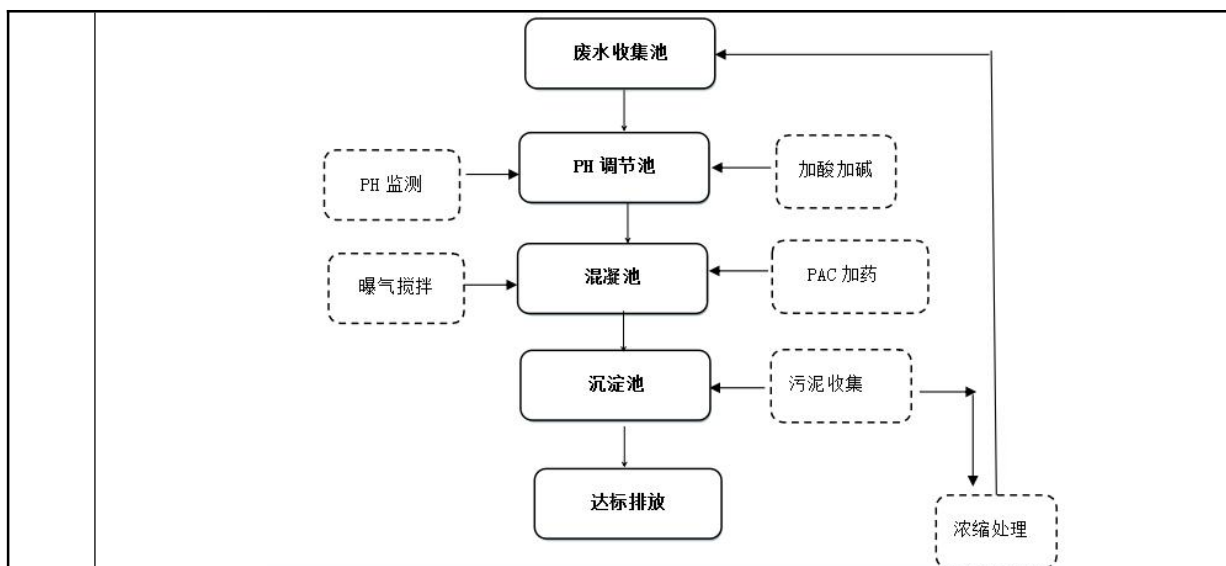 废水收集池
PH 监测
PH 调节池
加酸加碱
曝气搅拌
混凝池
PAC 加药
沉淀池
污泥收集
达标排放
浓缩处理